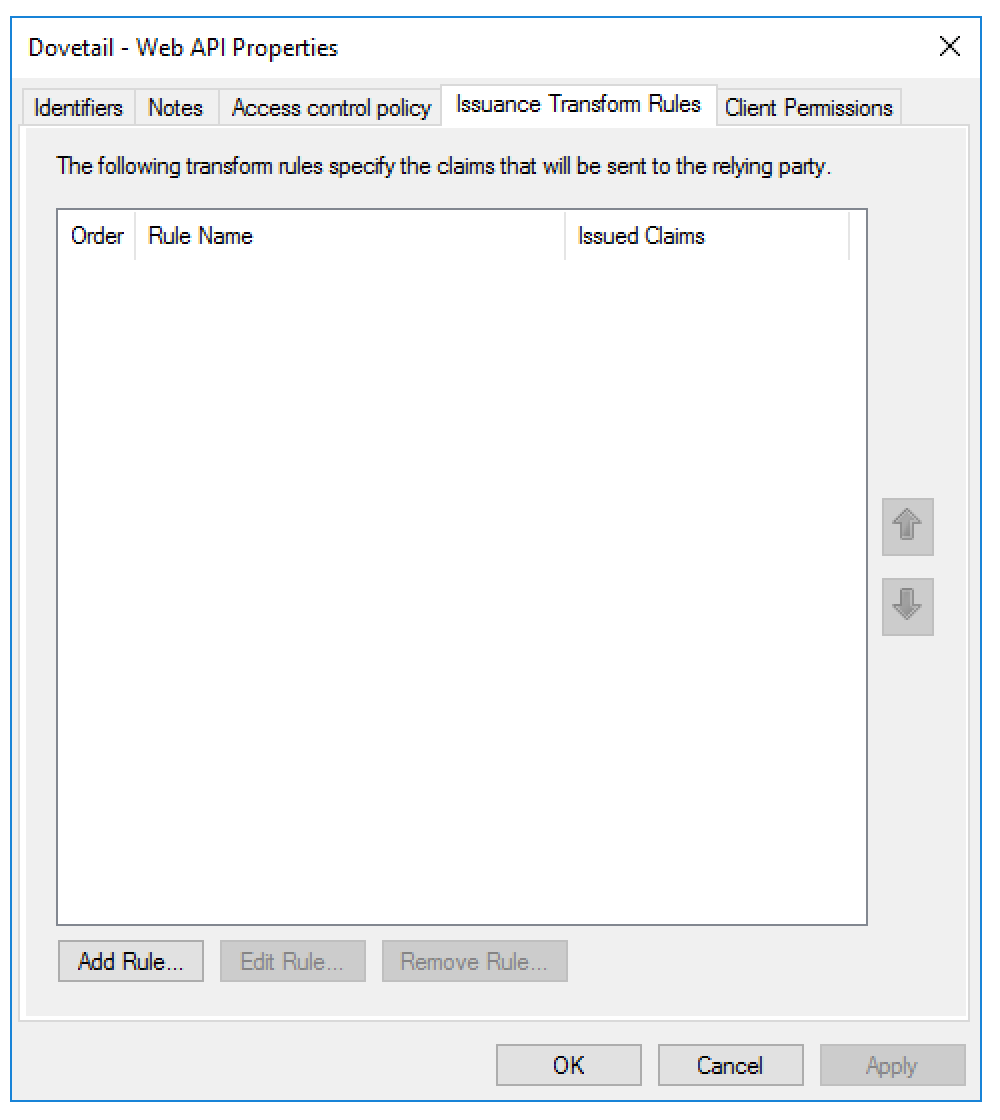 Dovetail - Web API Properties
Identifiers Notes Access control policy Issuance Transform Rules Client Permissions
The following transform rules specify the claims that will be sent to the relying party.
Order Rule Name Issued Claims
Add Rule... Edit Rule... Remove Rule...
OK Cancel Apply